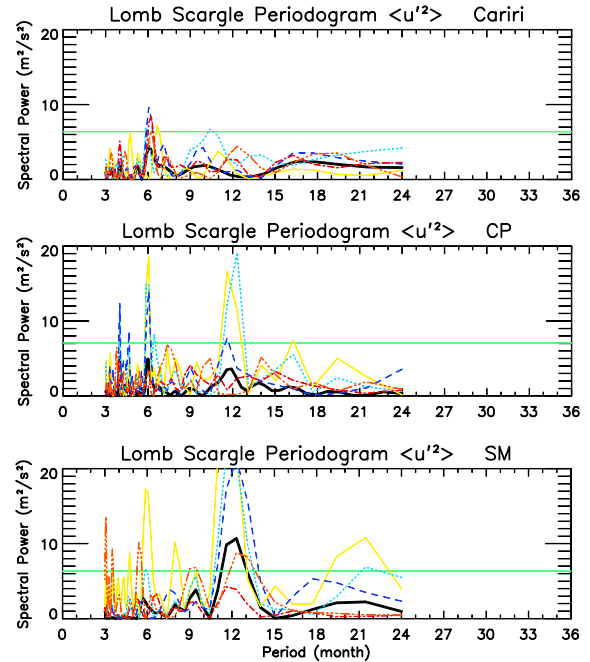 Lomb Scargle Periodogram <u'²> Cariri
Spectral Power (m²/s²)
20
10
0
0 3 6 9 12 15 18 21 24 27 30 33 36
Lomb Scargle Periodogram <u'²> CP
Spectral Power (m²/s²)
20
10
0
0 3 6 9 12 15 18 21 24 27 30 33 36
Lomb Scargle Periodogram <u'²> SM
Spectral Power (m²/s²)
20
10
0
0 3 6 9 12 15 18 21 24 27 30 33 36
Period (month)